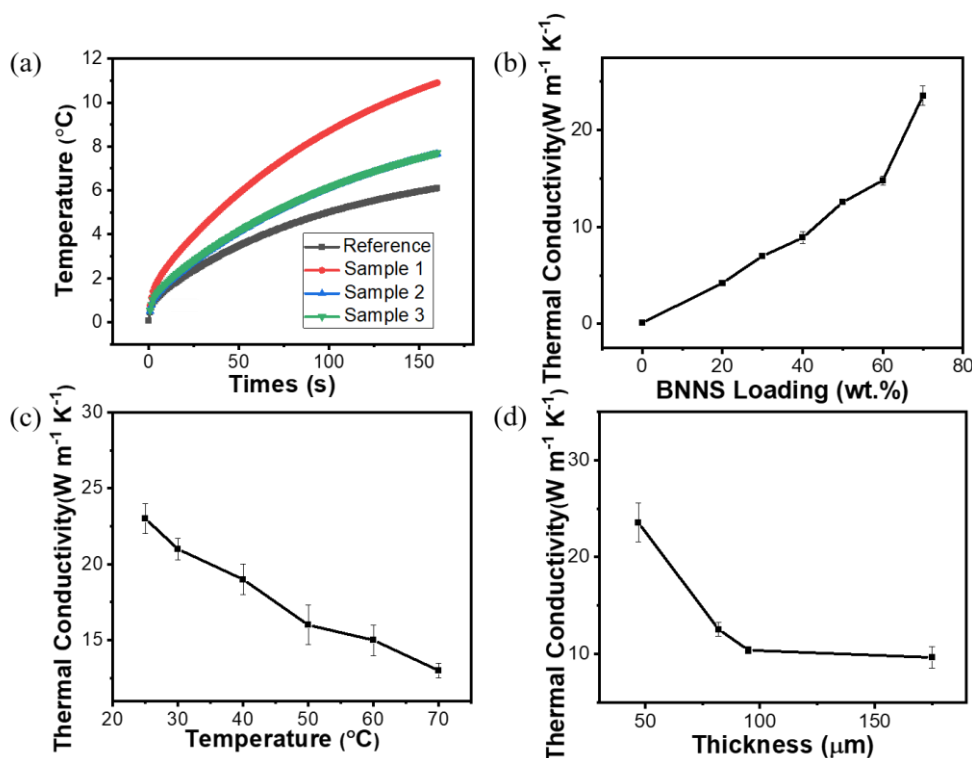 (a)
Temperature (°C)
12
10
8
6
4
2
0
Reference
Sample 1
Sample 2
Sample 3
0 50 100 150
Times (s)
(b)
Thermal Conductivity(W m⁻¹ K⁻¹)
20
10
0
0 20 40 60 80
BNNS Loading (wt.%)
(c)
Thermal Conductivity(W m⁻¹ K⁻¹)
30
25
20
15
20 30 40 50 60 70
Temperature (°C)
(d)
Thermal Conductivity(W m⁻¹ K⁻¹)
30
20
10
50 100 150
Thickness (μm)